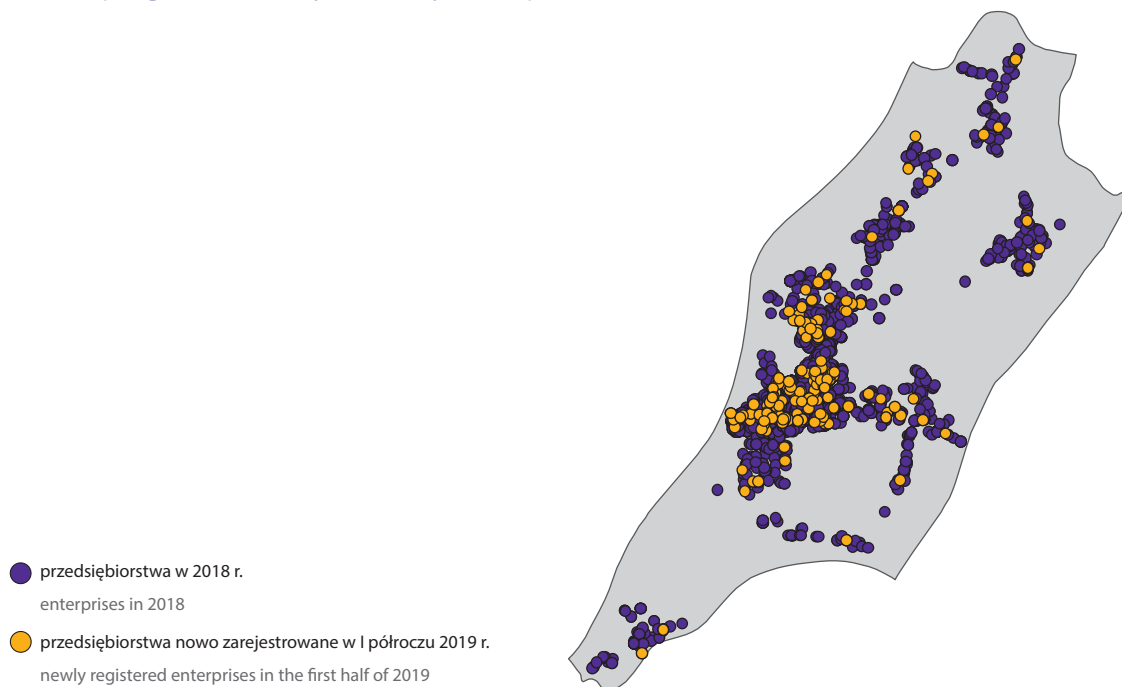 przedsiębiorstwa w 2018 r.
enterprises in 2018
przedsiębiorstwa nowo zarejestrowane w I półroczu 2019 r.
newly registered enterprises in the first half of 2019